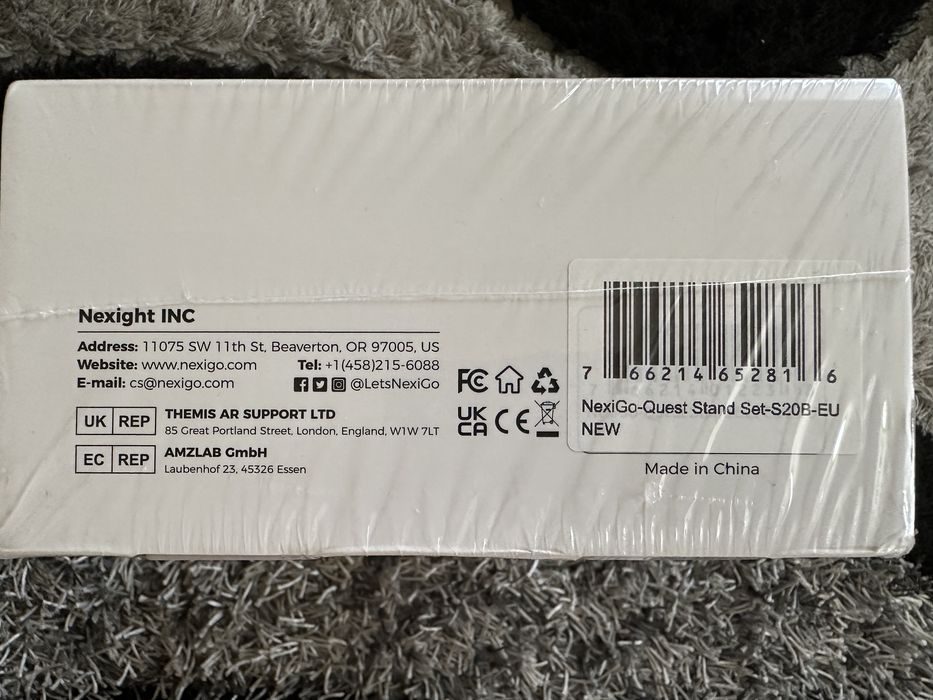 Nexight INC
Address: 11075 SW 11th St, Beaverton, OR 97005, US
Website: www.nexigo.com Tel: +1(458)215-6088
E-mail: cs@nexigo.com @LetsNexiGo
UK REP THEMIS AR SUPPORT LTD
85 Great Portland Street, London, England, W1W 7LT
EC REP AMZLAB GmbH
Laubenhof 23, 45326 Essen
FC
UK
CA CE
7 66214 65281 6
NexiGo-Quest Stand Set-S20B-EU
NEW
Made in China